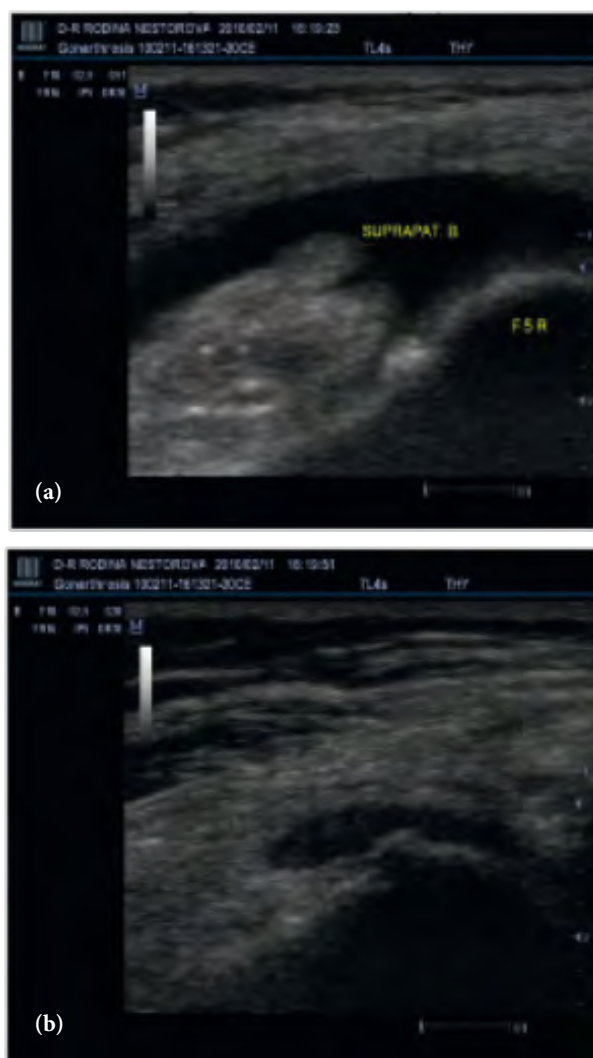 D-R RODINA NESTOROVA 2010/02/11 16:19:23
Gonarthrosis 100211-161321-30CE TL4s THY
SUPRAPAT. B
F S R
(a)
D-R RODINA NESTOROVA 2010/02/11 16:19:51
Gonarthrosis 100211-161321-30CE TL4s THY
(b)